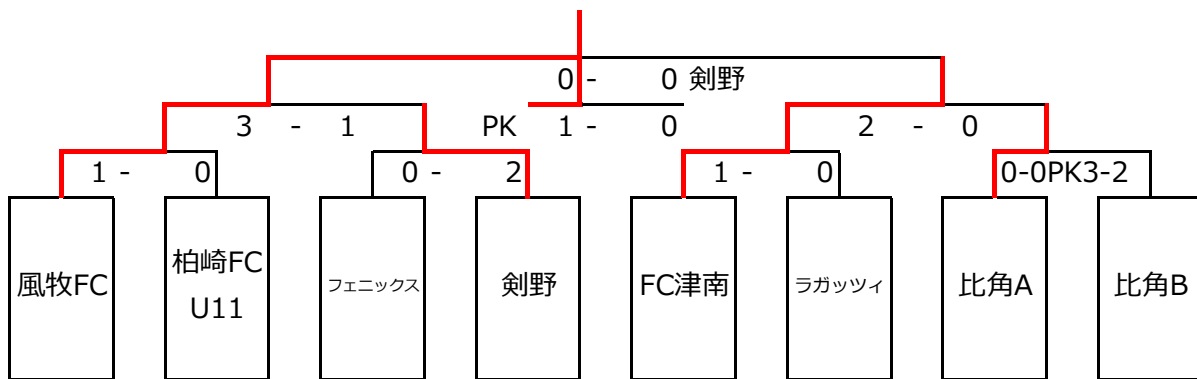 0 - 0 剣野
3 - 1 PK 1 - 0 2 - 0
1 - 0 0 - 2 1 - 0 0-0PK3-2
風牧FC
柏崎FC
U11
フェニックス
剣野
FC津南
ラガッツィ
比角A
比角B